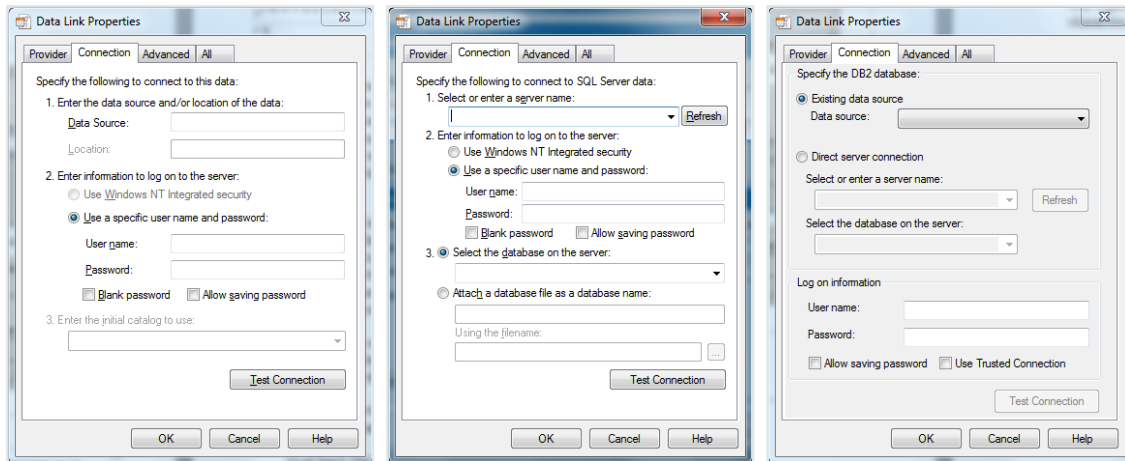 Data Link Properties
Provider Connection Advanced All
Specify the following to connect to this data:
1. Enter the data source and/or location of the data:
Data Source:
Location:
2. Enter information to log on to the server:
Use Windows NT Integrated security
Use a specific user name and password:
User name:
Password:
Blank password Allow saving password
3. Enter the initial catalog to use:
Test Connection
OK Cancel Help
Data Link Properties
Provider Connection Advanced All
Specify the following to connect to SQL Server data:
1. Select or enter a server name:
Refresh
2. Enter information to log on to the server:
Use Windows NT Integrated security
Use a specific user name and password:
User name:
Password:
Blank password Allow saving password
3. Select the database on the server:
Attach a database file as a database name:
Using the filename:
...
Test Connection
OK Cancel Help
Data Link Properties
Provider Connection Advanced All
Specify the DB2 database:
Existing data source
Data source:
Direct server connection
Select or enter a server name:
Refresh
Select the database on the server:
Log on information
User name:
Password:
Allow saving password Use Trusted Connection
Test Connection
OK Cancel Help